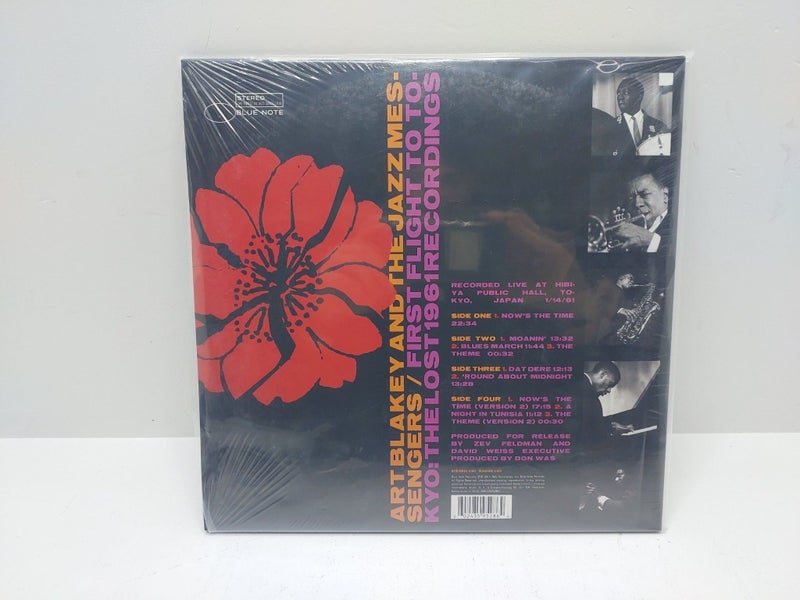 STEREO
BLUE NOTE
ART BLAKEY AND THE JAZZ MES-
SENGERS / FIRST FLIGHT TO TO-
KYO: THE LOST 1961 RECORDINGS
RECORDED LIVE AT HIBI-
YA PUBLIC HALL, TO-
KYO, JAPAN 1/14/61
SIDE ONE 1. NOW'S THE TIME
22:34
SIDE TWO 1. MOANIN' 13:32
2. BLUES MARCH 11:44 3. THE
THEME 00:32
SIDE THREE 1. DAT DERE 12:13
2. 'ROUND ABOUT MIDNIGHT
13:28
SIDE FOUR 1. NOW'S THE
TIME (VERSION 2) 17:15 2. A
NIGHT IN TUNISIA 11:12 3. THE
THEME (VERSION 2) 00:30
PRODUCED FOR RELEASE
BY ZEV FELDMAN AND
DAVID WEISS EXECUTIVE
PRODUCED BY DON WAS